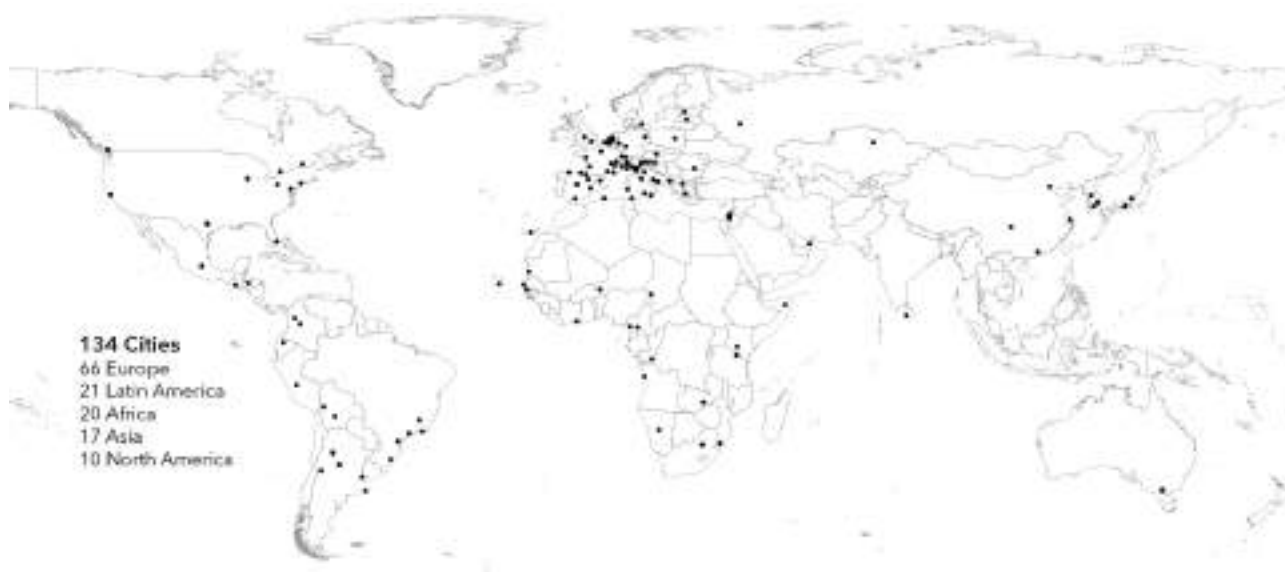 134 Cities
66 Europe
21 Latin America
20 Africa
17 Asia
10 North America